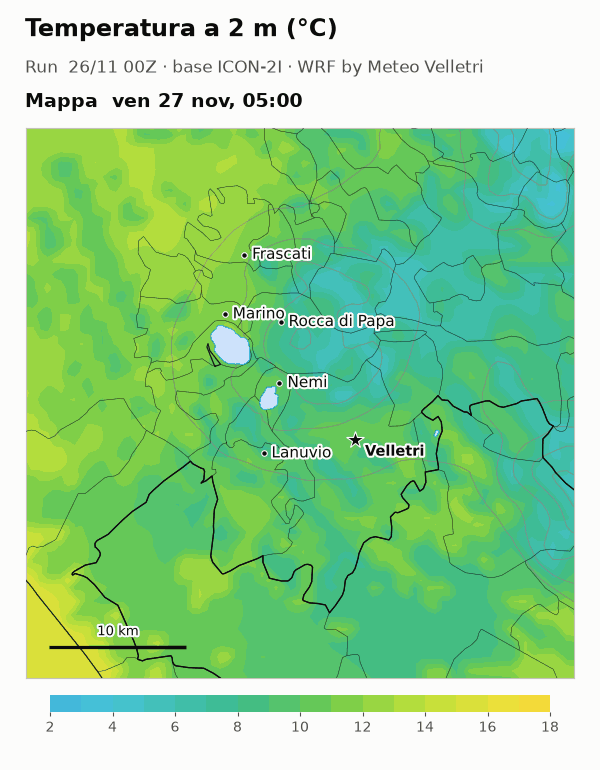 Temperatura a 2 m (°C)
Run  26/11 00Z · base ICON-2I · WRF by Meteo Velletri
Mappa  ven 27 nov, 05:00
Frascati
Marino
Rocca di Papa
Nemi
Lanuvio
Velletri
10 km
2 4 6 8 10 12 14 16 18